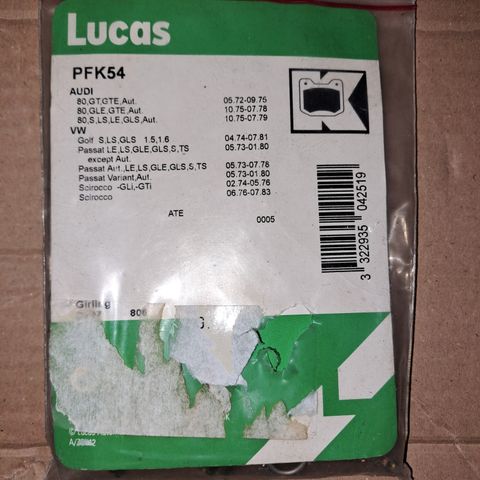 Lucas
PFK54
AUDI
80,GT,GTE,Aut. 05.72-09.75
80,GLE,GTE,Aut. 10.75-07.78
80,S,LS,LE,GLS,Aut. 10.75-07.79
VW
Golf S,LS,GLS 1.5,1.6 04.74-07.81
Passat LE,LS,GLE,GLS,S,TS 05.73-01.80
except Aut.
Passat Aut.,LE,LS,GLE,GLS,S,TS 05.73-07.78
Passat Variant,Aut. 05.73-01.80
Scirocco -GLi,-GTi 02.74-05.76
Scirocco 06.76-07.83
ATE 0005
3 322935 042519
Girling
806